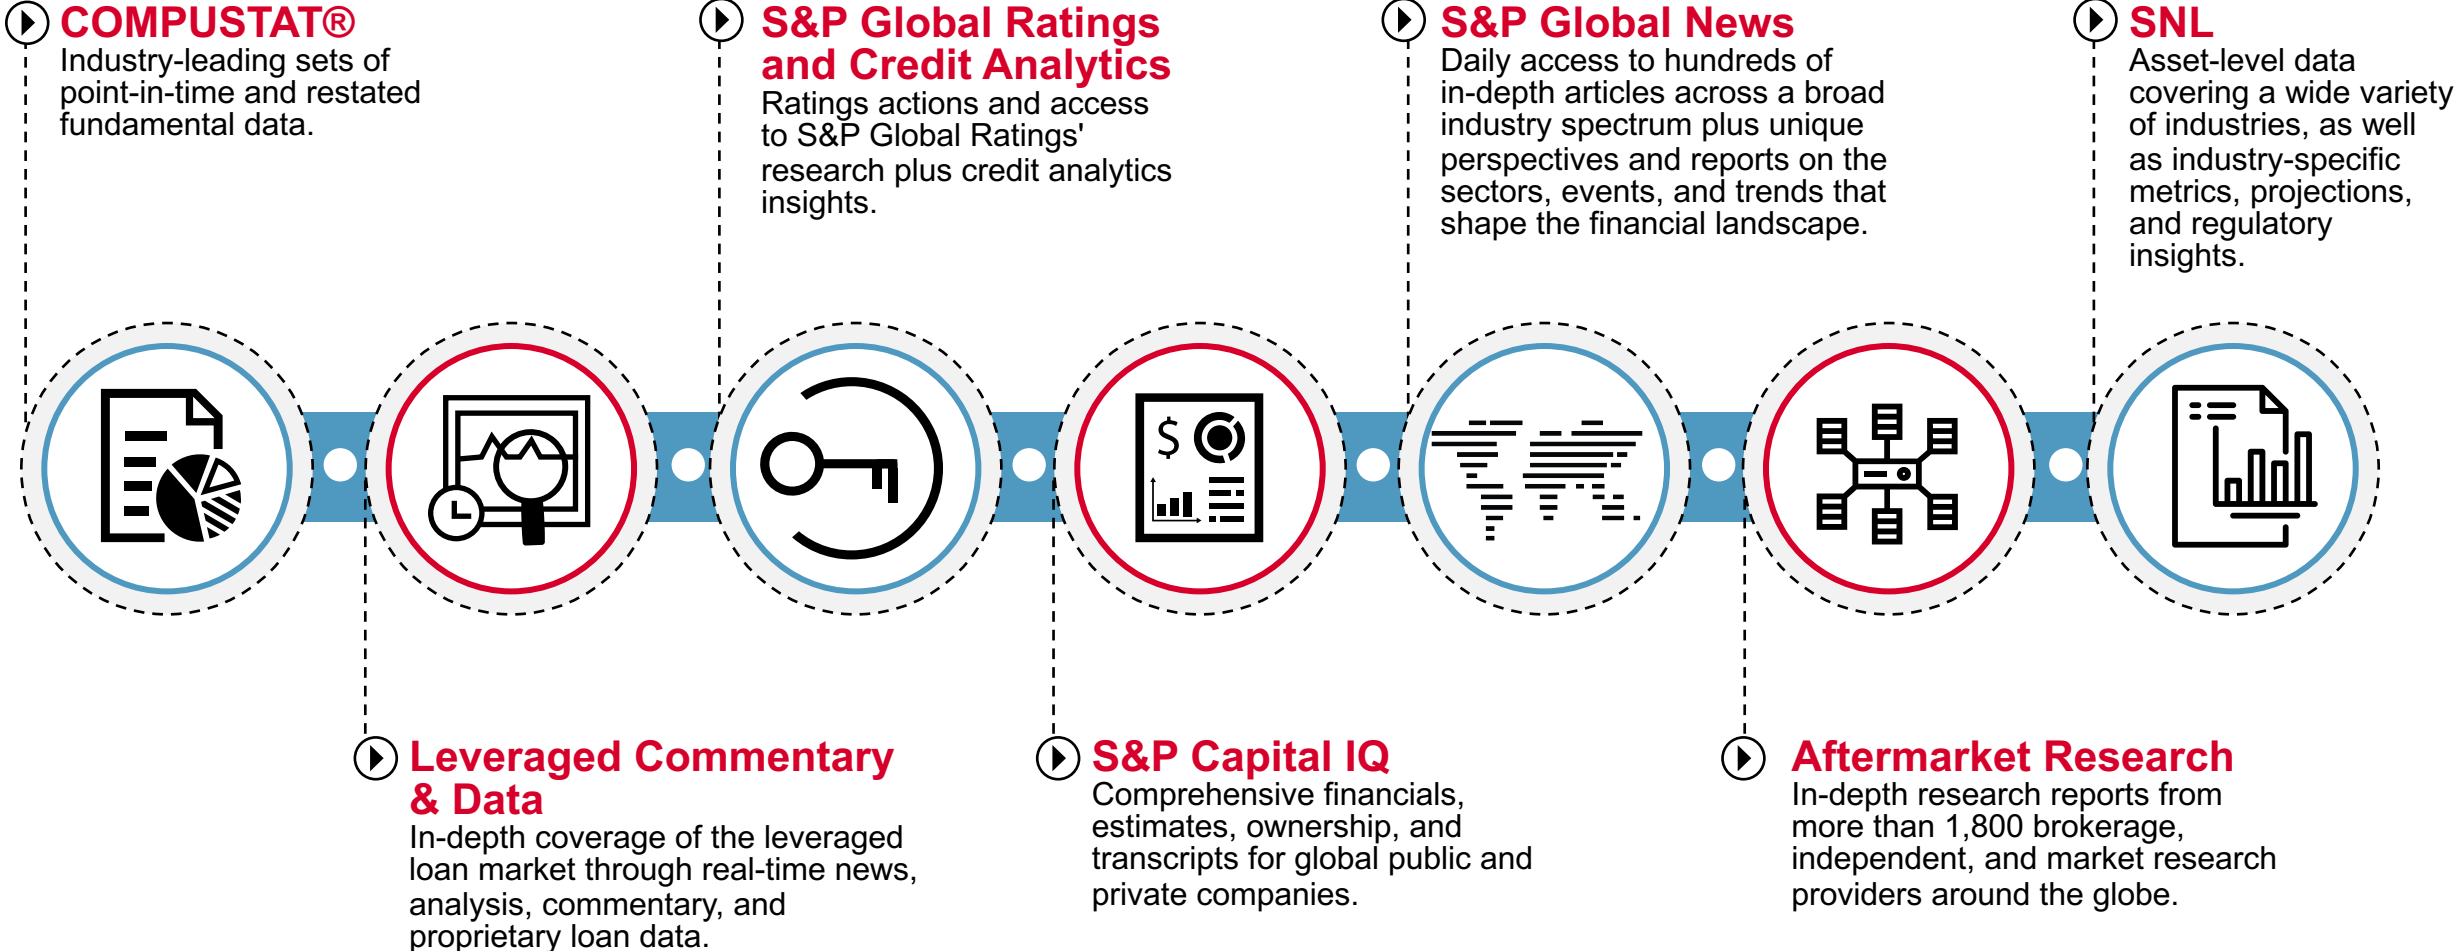 COMPUSTAT®
Industry-leading sets of
point-in-time and restated
fundamental data.
S&P Global Ratings
and Credit Analytics
Ratings actions and access
to S&P Global Ratings'
research plus credit analytics
insights.
S&P Global News
Daily access to hundreds of
in-depth articles across a broad
industry spectrum plus unique
perspectives and reports on the
sectors, events, and trends that
shape the financial landscape.
SNL
Asset-level data
covering a wide variety
of industries, as well
as industry-specific
metrics, projections,
and regulatory
insights.
$
Leveraged Commentary
& Data
In-depth coverage of the leveraged
loan market through real-time news,
analysis, commentary, and
proprietary loan data.
S&P Capital IQ
Comprehensive financials,
estimates, ownership, and
transcripts for global public and
private companies.
Aftermarket Research
In-depth research reports from
more than 1,800 brokerage,
independent, and market research
providers around the globe.